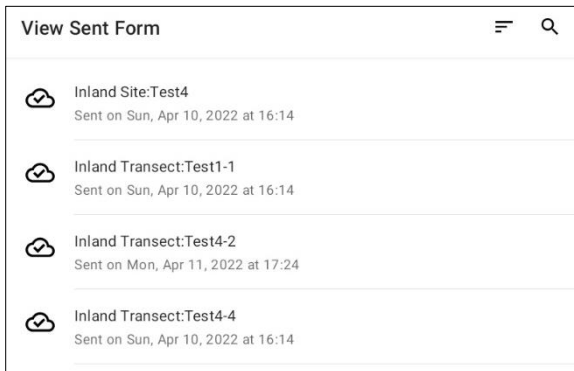 View Sent Form
Inland Site:Test4
Sent on Sun, Apr 10, 2022 at 16:14
Inland Transect:Test1-1
Sent on Sun, Apr 10, 2022 at 16:14
Inland Transect:Test4-2
Sent on Mon, Apr 11, 2022 at 17:24
Inland Transect:Test4-4
Sent on Sun, Apr 10, 2022 at 16:14